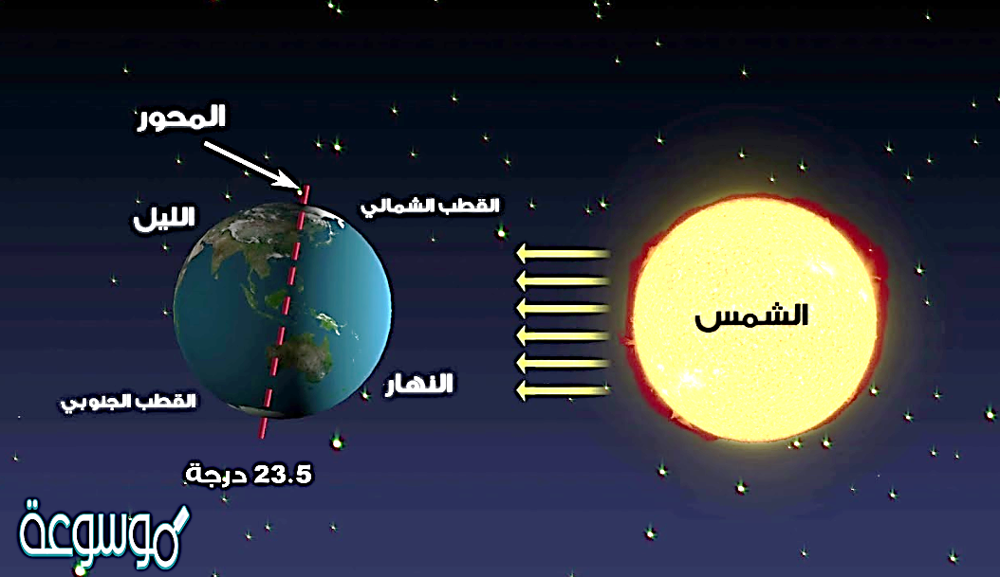 المحور
القطب الشمالي
الليل
الشمس
النهار
القطب الجنوبي
23.5 درجة
موسوعة